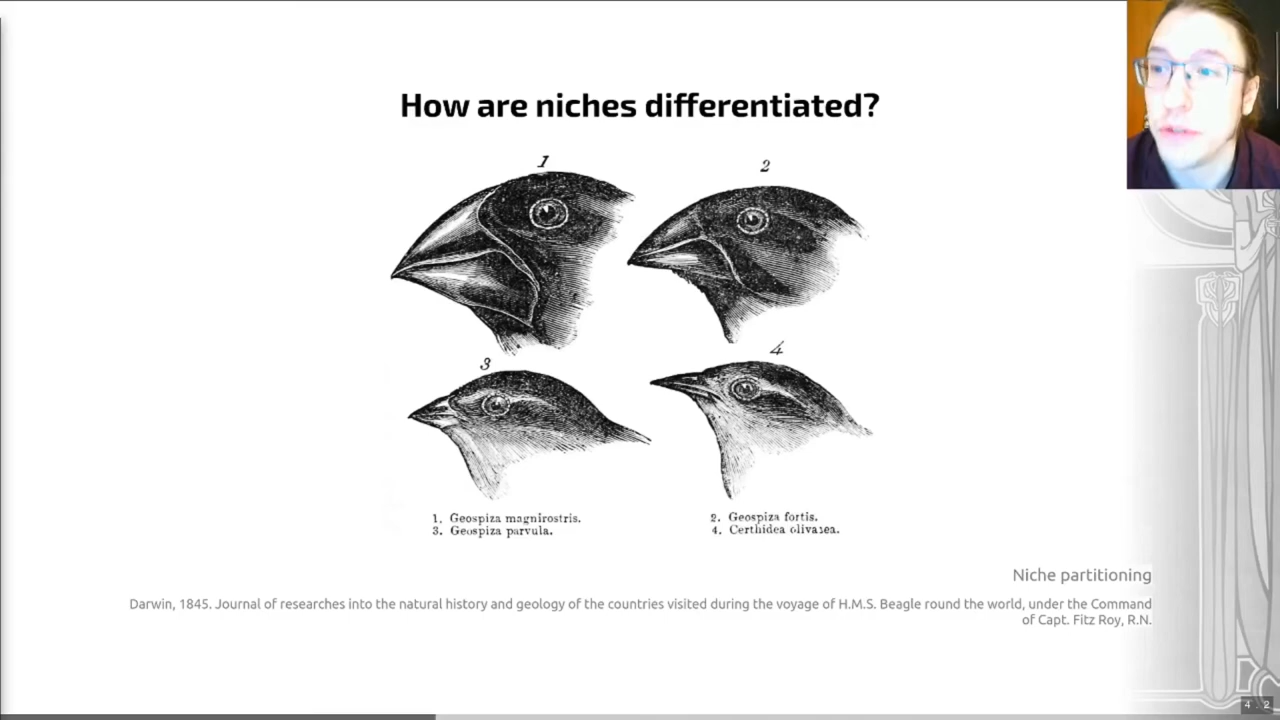 How are niches differentiated?
1
2
3
4
1. Geospiza magnirostris.
2. Geospiza fortis.
3. Geospiza parvula.
4. Certhidea olivasea.
Niche partitioning
Darwin, 1845. Journal of researches into the natural history and geology of the countries visited during the voyage of H.M.S. Beagle round the world, under the Command
of Capt. Fitz Roy, R.N.
4.2